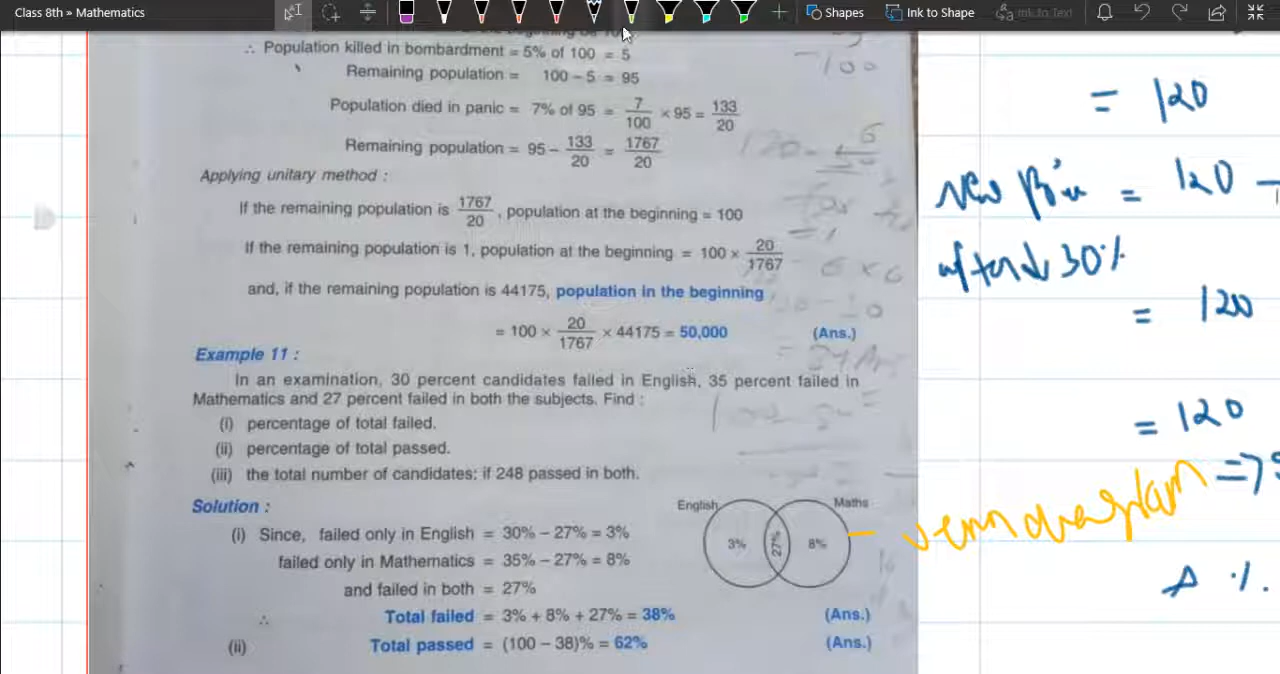 Class 8th » Mathematics
Shapes
Ink to Shape
Ink to Text
∴ Population killed in bombardment = 5% of 100 = 5
Remaining population = 100 – 5 = 95
Population died in panic = 7% of 95 = 7/100 × 95 = 133/20
Remaining population = 95 – 133/20 = 1767/20
Applying unitary method :
If the remaining population is 1767/20, population at the beginning = 100
If the remaining population is 1, population at the beginning = 100 × 20/1767
and, if the remaining population is 44175, population in the beginning
= 100 × 20/1767 × 44175 = 50,000 (Ans.)
Example 11 :
In an examination, 30 percent candidates failed in English, 35 percent failed in
Mathematics and 27 percent failed in both the subjects. Find :
(i) percentage of total failed.
(ii) percentage of total passed.
(iii) the total number of candidates; if 248 passed in both.
Solution :
(i) Since, failed only in English = 30% – 27% = 3%
failed only in Mathematics = 35% – 27% = 8%
and failed in both = 27%
∴ Total failed = 3% + 8% + 27% = 38% (Ans.)
(ii) Total passed = (100 – 38)% = 62% (Ans.)
English
Maths
3%
27%
8%
= 120
= 120 –
after ↓ 30%
= 120
= 120
venn diagram